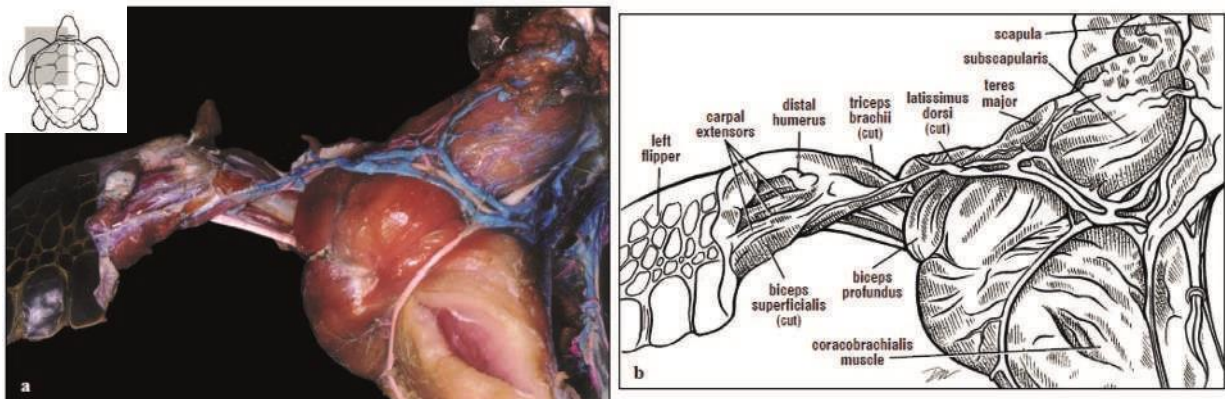 a
scapula
subscapularis
teres
major
latissimus
dorsi
(cut)
triceps
brachii
(cut)
distal
humerus
carpal
extensors
left
flipper
biceps
superficialis
(cut)
biceps
profundus
coracobrachialis
muscle
b